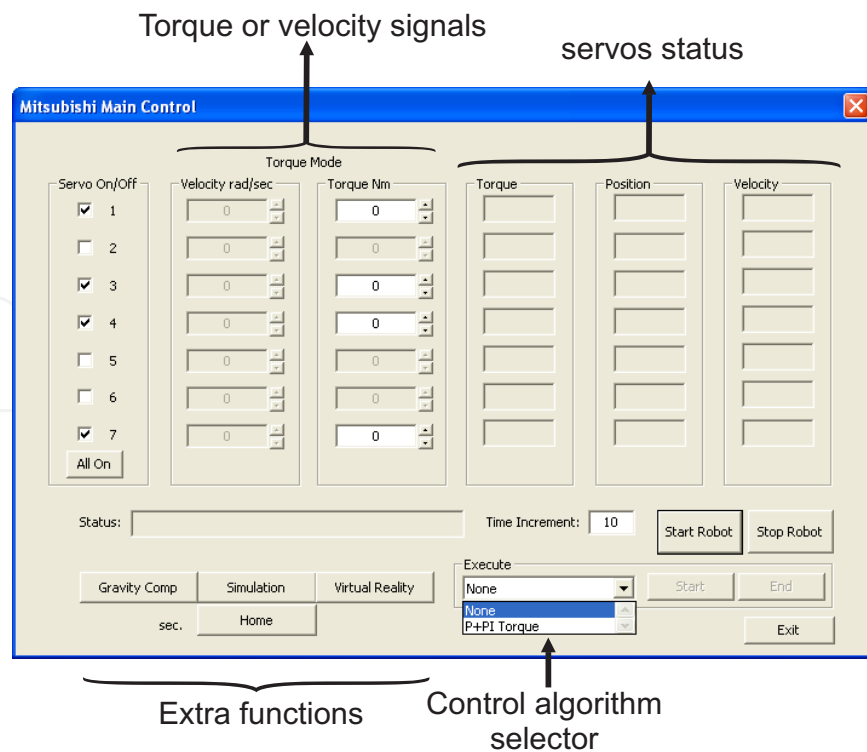 Torque or velocity signals
servos status
Mitsubishi Main Control
Torque Mode
Servo On/Off Velocity rad/sec Torque Nm Torque Position Velocity
1 0 0
2 0 0
3 0 0
4 0 0
5 0 0
6 0 0
7 0 0
All On
Status: Time Increment: 10 Start Robot Stop Robot
Execute
Gravity Comp Simulation Virtual Reality None Start End
None
sec. Home P+PI Torque Exit
Extra functions
Control algorithm
selector